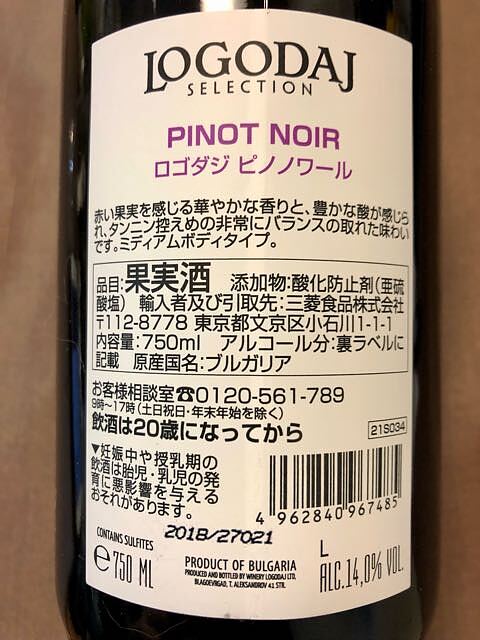 LOGODAJ
SELECTION
PINOT NOIR
ロゴダジ ピノノワール
赤い果実を感じる華やかな香りと、豊かな酸が感じら
れ、タンニン控えめの非常にバランスの取れた味わい
です。ミディアムボディタイプ。
品目:果実酒 添加物:酸化防止剤(亜硫
酸塩) 輸入者及び引取先:三菱食品株式会社
〒112-8778 東京都文京区小石川1-1-1
内容量:750ml アルコール分:裏ラベルに
記載 原産国名:ブルガリア
お客様相談室☎0120-561-789
9時~17時(土日祝日・年末年始を除く)
飲酒は20歳になってから
21S034
▼妊娠中や授乳期の
飲酒は胎児・乳児の発
育に悪影響を与える
おそれがあります。
4 962840 967485
2018/27021
CONTAINS SULFITES
e 750 ML
PRODUCT OF BULGARIA
PRODUCED AND BOTTLED BY WINERY LOGODAJ LTD,
BLAGOEVGRAD, T. ALEKSANDROV 41 STR.
L
ALC.14,0% VOL.